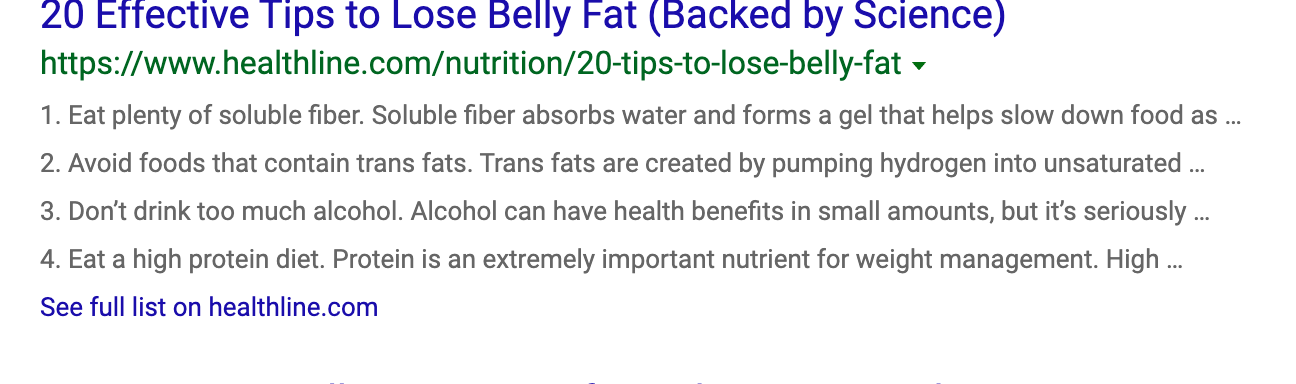 20 Effective Tips to Lose Belly Fat (Backed by Science)
https://www.healthline.com/nutrition/20-tips-to-lose-belly-fat
1. Eat plenty of soluble fiber. Soluble fiber absorbs water and forms a gel that helps slow down food as ...
2. Avoid foods that contain trans fats. Trans fats are created by pumping hydrogen into unsaturated ...
3. Don’t drink too much alcohol. Alcohol can have health benefits in small amounts, but it’s seriously ...
4. Eat a high protein diet. Protein is an extremely important nutrient for weight management. High ...
See full list on healthline.com